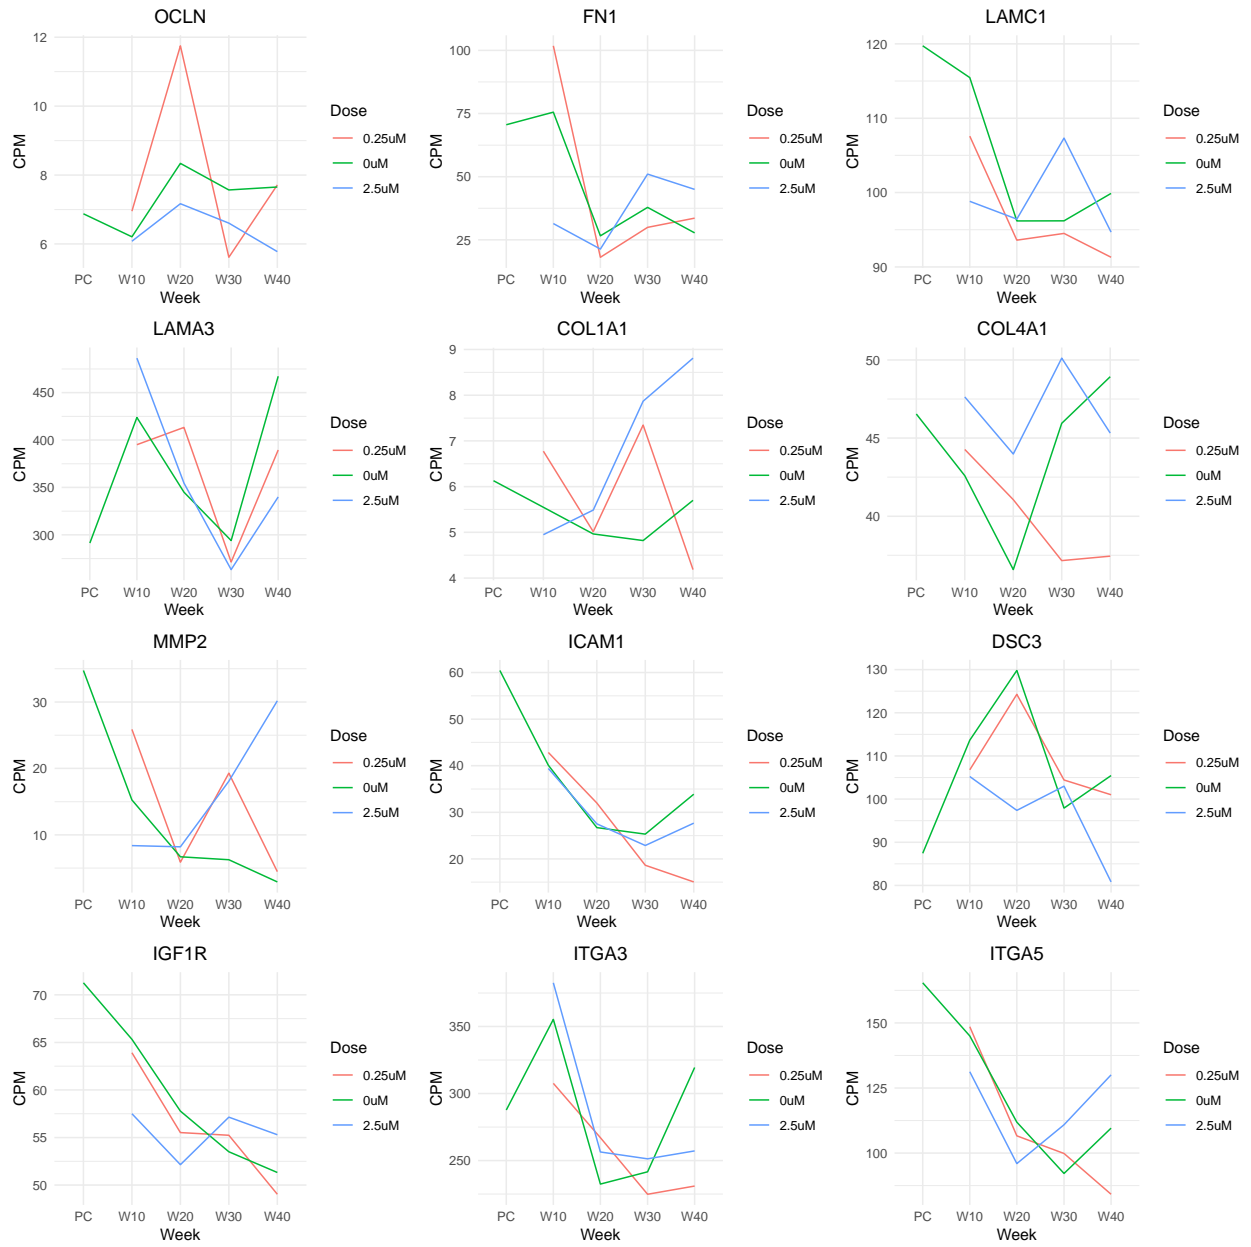 OCLN
12
10
8
6
CPM
PC W10 W20 W30 W40
Week
Dose
0.25uM
0uM
2.5uM
FN1
100
75
50
25
CPM
PC W10 W20 W30 W40
Week
Dose
0.25uM
0uM
2.5uM
LAMC1
120
110
100
90
CPM
PC W10 W20 W30 W40
Week
Dose
0.25uM
0uM
2.5uM
LAMA3
450
400
350
300
CPM
PC W10 W20 W30 W40
Week
Dose
0.25uM
0uM
2.5uM
COL1A1
9
8
7
6
5
4
CPM
PC W10 W20 W30 W40
Week
Dose
0.25uM
0uM
2.5uM
COL4A1
50
45
40
CPM
PC W10 W20 W30 W40
Week
Dose
0.25uM
0uM
2.5uM
MMP2
30
20
10
CPM
PC W10 W20 W30 W40
Week
Dose
0.25uM
0uM
2.5uM
ICAM1
60
50
40
30
20
CPM
PC W10 W20 W30 W40
Week
Dose
0.25uM
0uM
2.5uM
DSC3
130
120
110
100
90
80
CPM
PC W10 W20 W30 W40
Week
Dose
0.25uM
0uM
2.5uM
IGF1R
70
65
60
55
50
CPM
PC W10 W20 W30 W40
Week
Dose
0.25uM
0uM
2.5uM
ITGA3
350
300
250
CPM
PC W10 W20 W30 W40
Week
Dose
0.25uM
0uM
2.5uM
ITGA5
150
125
100
CPM
PC W10 W20 W30 W40
Week
Dose
0.25uM
0uM
2.5uM